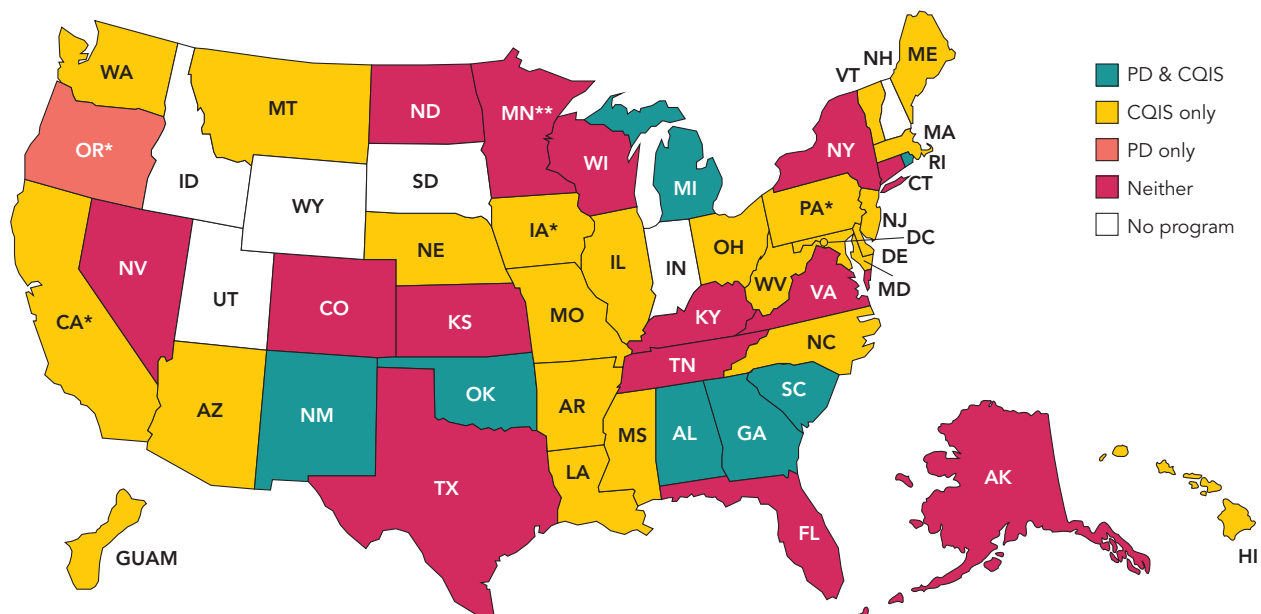 WA
MT
ND
MN**
VT
NH
ME
OR*
ID
WY
SD
WI
MI
NY
MA
RI
CT
NV
UT
CO
NE
IA*
IL
IN
OH
PA*
NJ
DC
DE
MD
WV
VA
CA*
KS
MO
KY
NC
TN
AZ
NM
OK
AR
SC
MS
AL
GA
LA
TX
FL
AK
HI
GUAM
PD & CQIS
CQIS only
PD only
Neither
No program